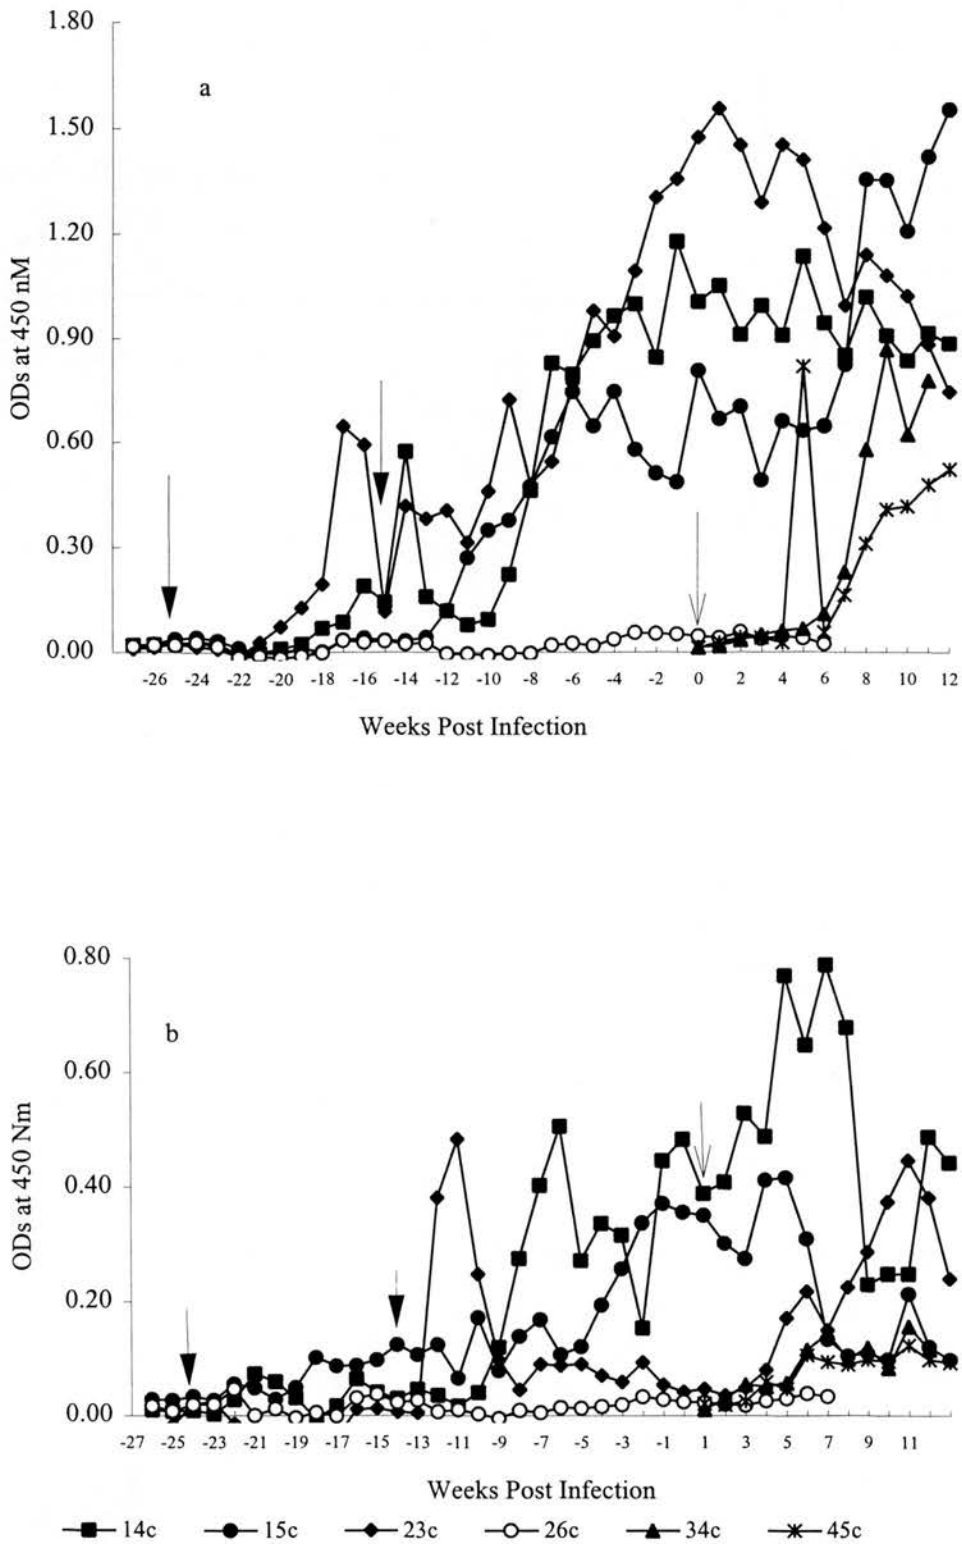 1.80
a
1.50
1.20
0.90
0.60
0.30
0.00
ODs at 450 nM
-26 -24 -22 -20 -18 -16 -14 -12 -10 -8 -6 -4 -2 0 2 4 6 8 10 12
Weeks Post Infection
0.80
b
0.60
0.40
0.20
0.00
ODs at 450 Nm
-27 -25 -23 -21 -19 -17 -15 -13 -11 -9 -7 -5 -3 -1 1 3 5 7 9 11
Weeks Post Infection
14c 15c 23c 26c 34c 45c